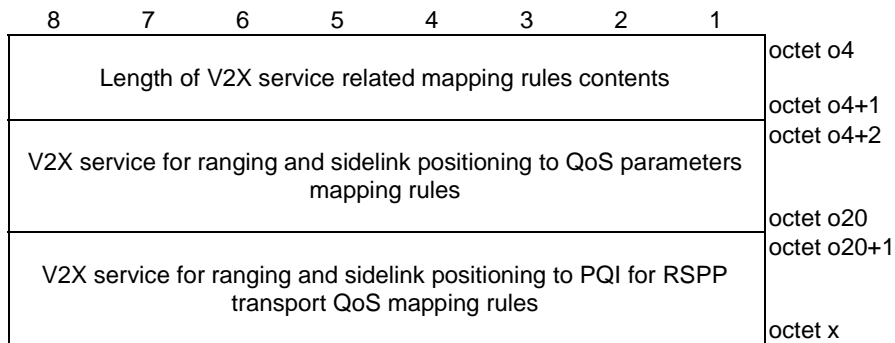 8 7 6 5 4 3 2 1
octet o4
Length of V2X service related mapping rules contents
octet o4+1
octet o4+2
V2X service for ranging and sidelink positioning to QoS parameters
mapping rules
octet o20
octet o20+1
V2X service for ranging and sidelink positioning to PQI for RSPP
transport QoS mapping rules
octet x